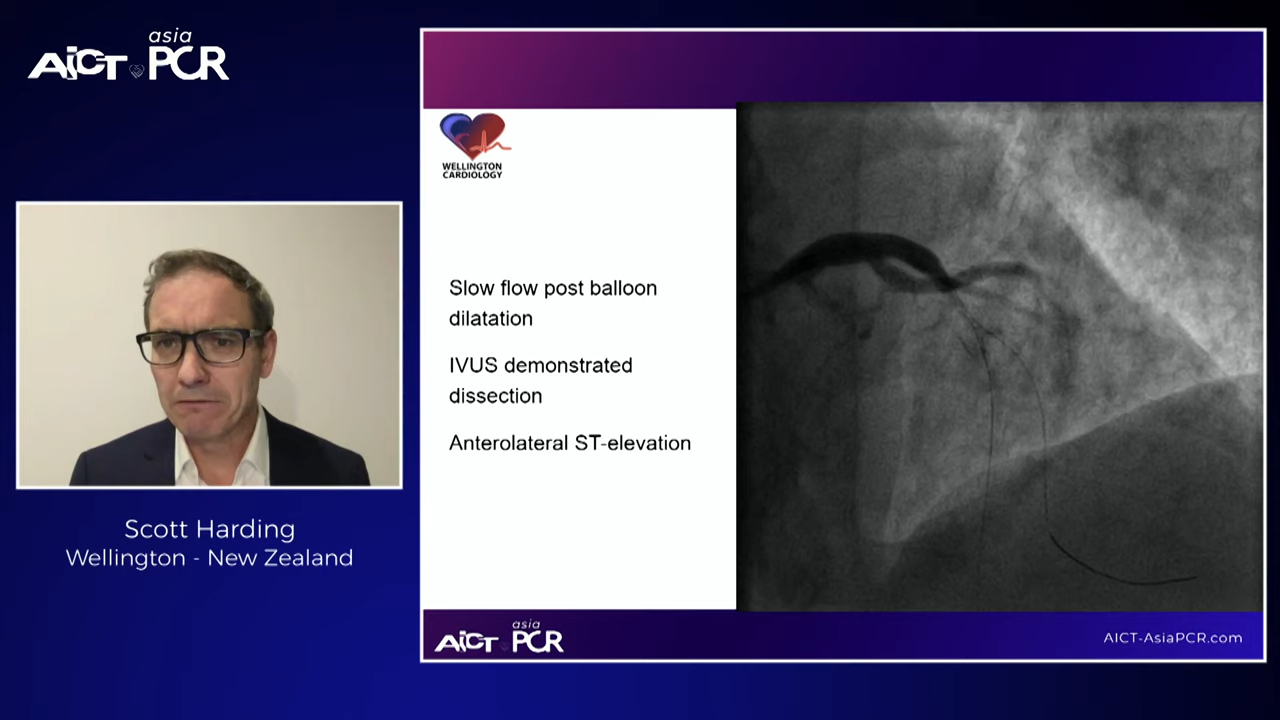 asia
AICT PCR
WELLINGTON
CARDIOLOGY
Slow flow post balloon
dilatation
IVUS demonstrated
dissection
Anterolateral ST-elevation
Scott Harding
Wellington - New Zealand
asia
AICT PCR
AICT-AsiaPCR.com